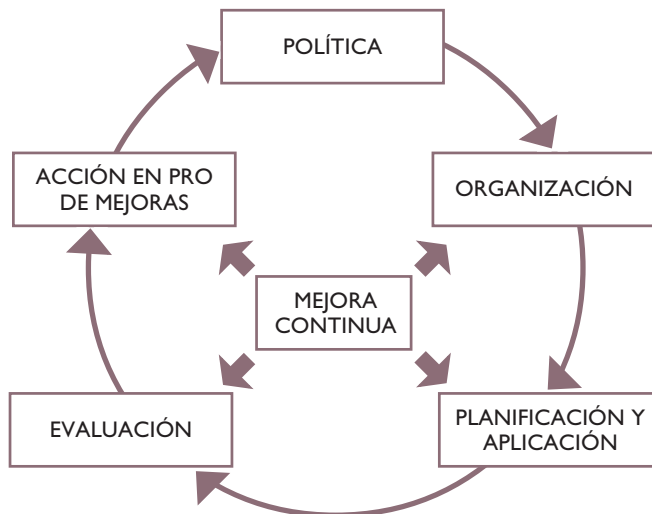 POLÍTICA
ACCIÓN EN PRO
DE MEJORAS
ORGANIZACIÓN
MEJORA
CONTINUA
EVALUACIÓN
PLANIFICACIÓN Y
APLICACIÓN